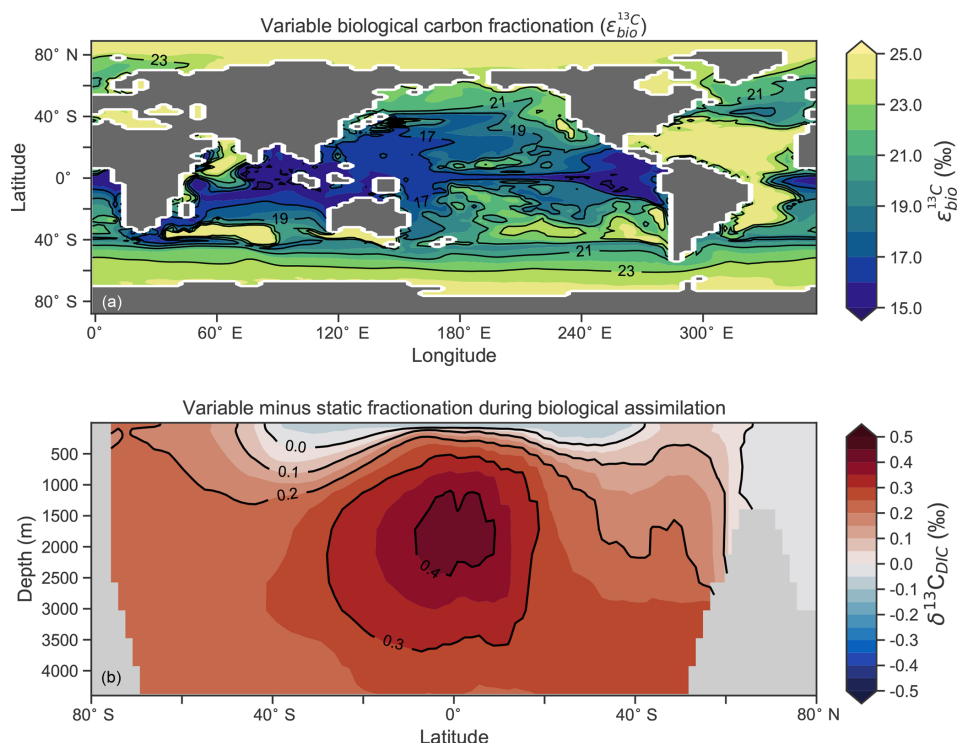 Variable biological carbon fractionation (ε¹³ᶜ_bio)
80° N
40° N
0°
40° S
80° S
Latitude
23
21
19
17
17
19
21
21
23
(a)
0° 60° E 120° E 180° E 240° E 300° E
Longitude
25.0
23.0
21.0
19.0
17.0
15.0
ε¹³ᶜ_bio (‰)
Variable minus static fractionation during biological assimilation
500
1000
1500
2000
2500
3000
3500
4000
Depth (m)
0.0
0.1
0.2
0.4
0.3
(b)
80° S 40° S 0° 40° N 80° N
Latitude
0.5
0.4
0.3
0.2
0.1
0.0
-0.1
-0.2
-0.3
-0.4
-0.5
δ¹³C_DIC (‰)